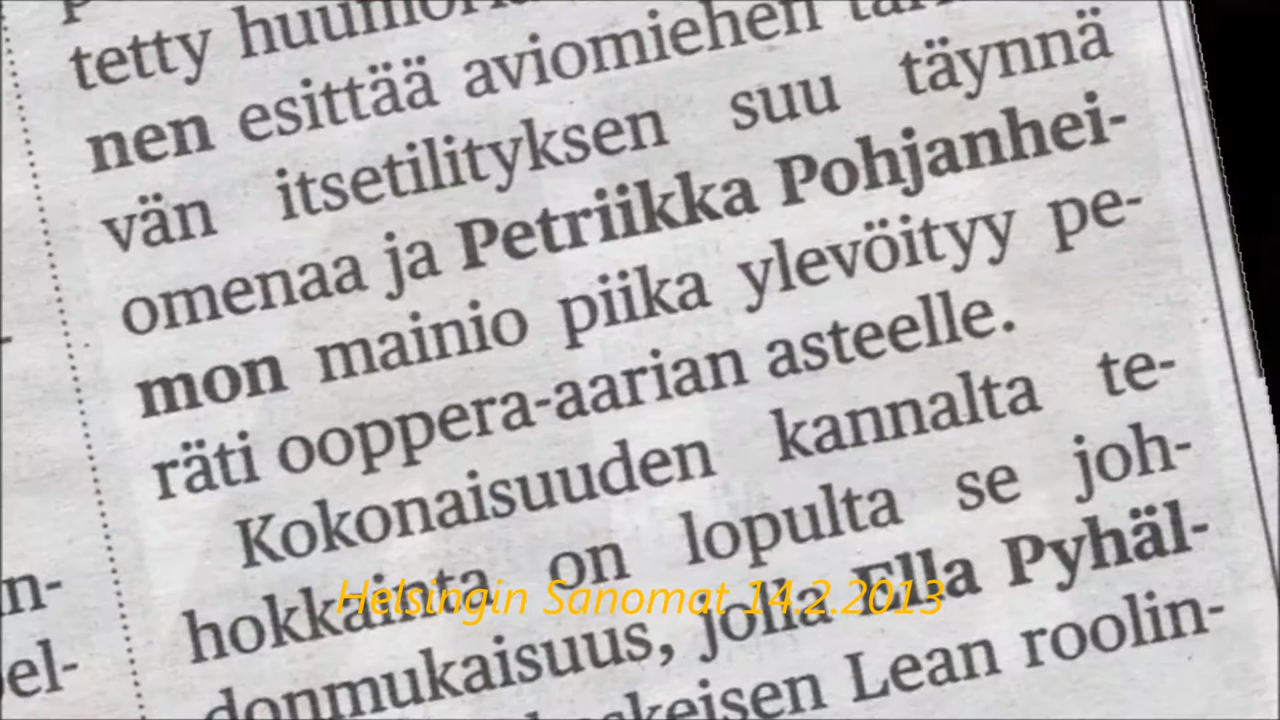 tetty
nen esittää aviomiehen
vän itsetilityksen suu täynnä
omenaa ja Petriikka Pohjanhei-
mon mainio piika ylevöityy pe-
räti ooppera-aarian asteelle.
Kokonaisuuden kannalta te-
hokkainta on lopulta se joh-
donmukaisuus, jolla Ella Pyhäl-
Lean roolin-
n-
el-
Helsingin Sanomat 14.2.2013